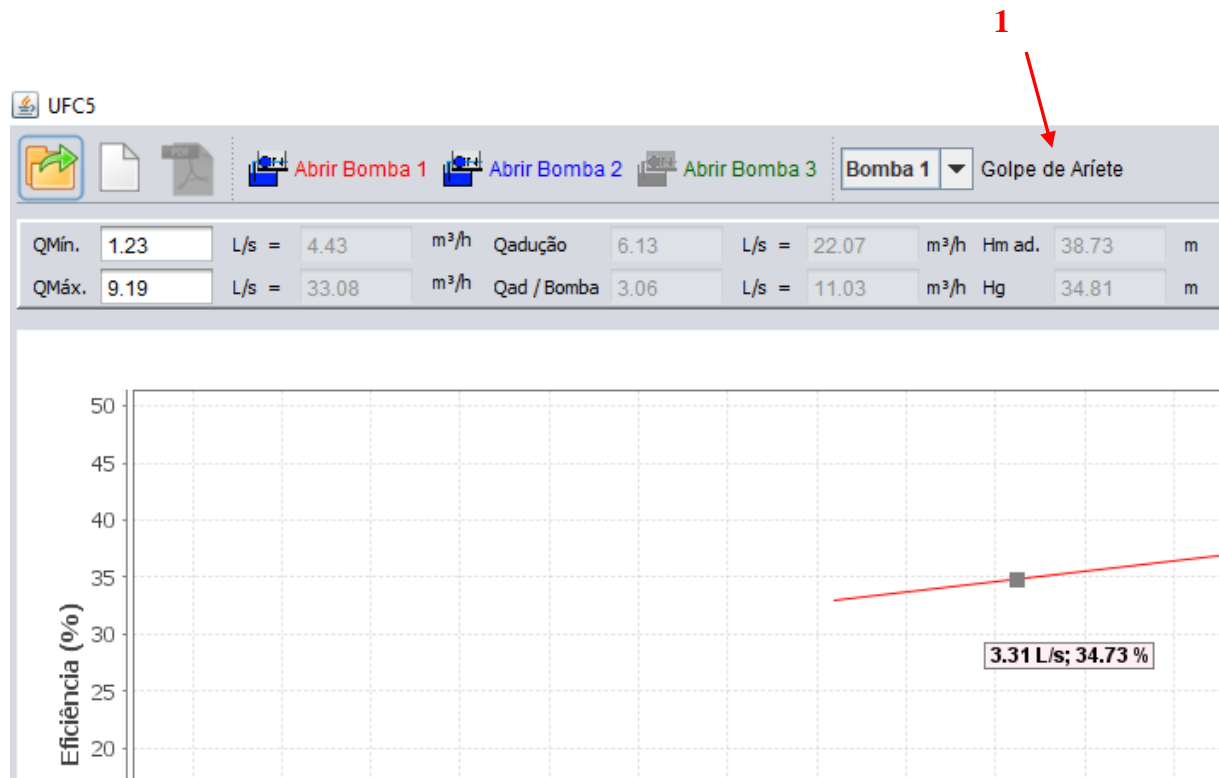 1
UFC5
PDF Abrir Bomba 1 Abrir Bomba 2 Abrir Bomba 3 Bomba 1 Golpe de Aríete
QMín. 1.23 L/s = 4.43 m³/h Qadução 6.13 L/s = 22.07 m³/h Hm ad. 38.73 m
QMáx. 9.19 L/s = 33.08 m³/h Qad / Bomba 3.06 L/s = 11.03 m³/h Hg 34.81 m
50
45
40
35
30
25
20
Eficiência (%)
3.31 L/s; 34.73 %